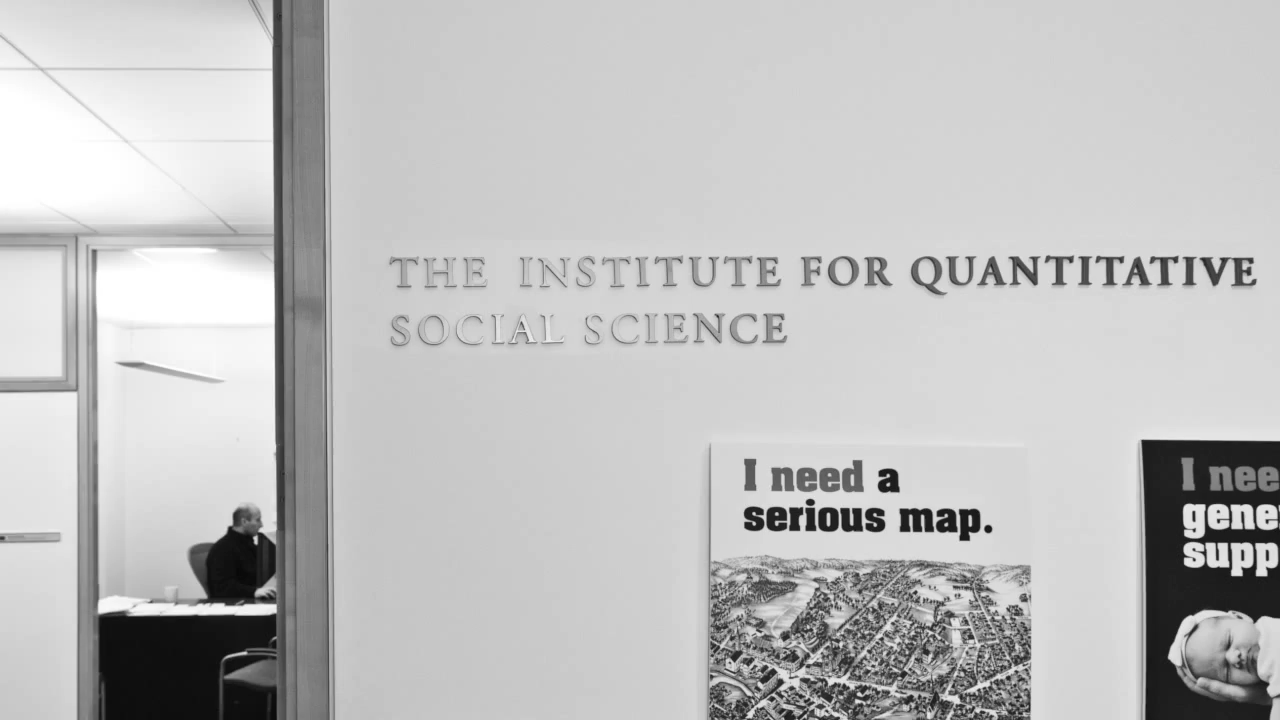 THE INSTITUTE FOR QUANTITATIVE
SOCIAL SCIENCE
I need a
serious map.
I